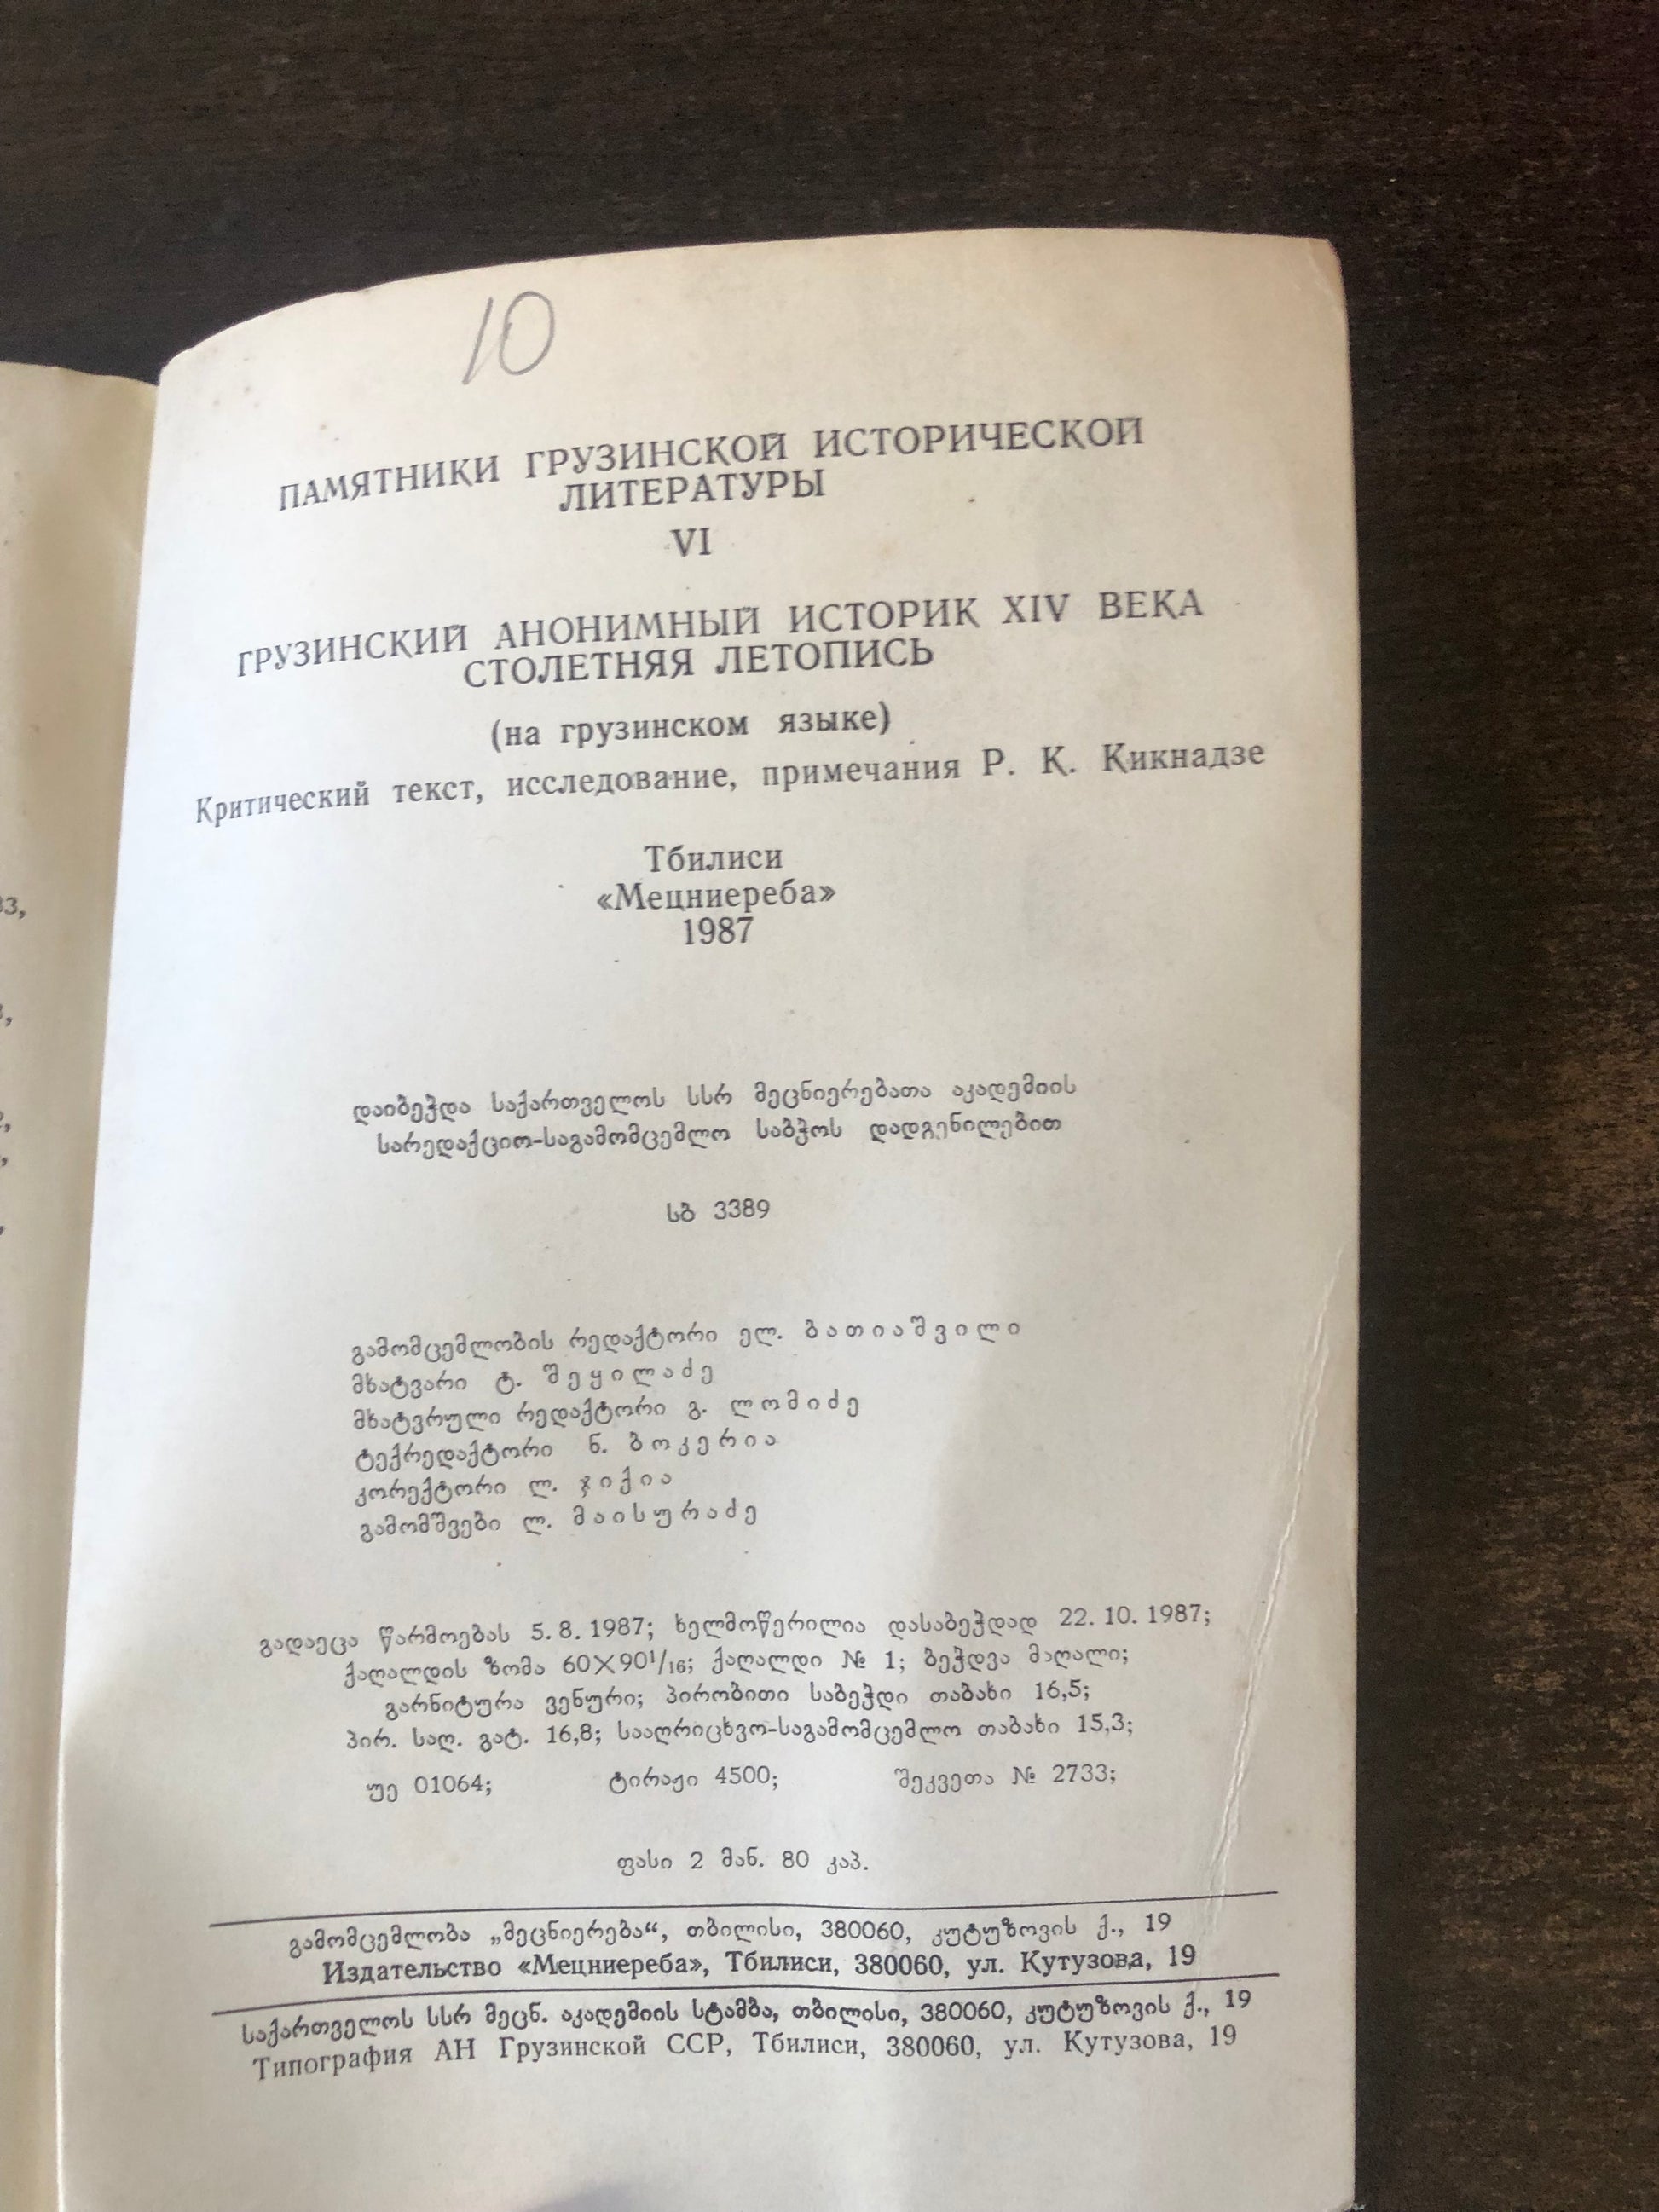 10
ПАМЯТНИКИ ГРУЗИНСКОЙ ИСТОРИЧЕСКОЙ
ЛИТЕРАТУРЫ
VI
ГРУЗИНСКИЙ АНОНИМНЫЙ ИСТОРИК XIV ВЕКА
СТОЛЕТНЯЯ ЛЕТОПИСЬ
(на грузинском языке)
Критический текст, исследование, примечания Р. К. Кикнадзе
Тбилиси
«Мецниереба»
1987
დაიბეჭდა საქართველოს სსრ მეცნიერებათა აკადემიის
სარედაქციო-საგამომცემლო საბჭოს დადგენილებით
სბ 3389
გამომცემლობის რედაქტორი ელ. ბათიაშვილი
მხატვარი ტ. შეყილაძე
მხატვრული რედაქტორი გ. ლომიძე
ტექრედაქტორი ნ. ბოკერია
კორექტორი ლ. ჯიქია
გამომშვები ლ. მაისურაძე
გადაეცა წარმოებას 5.8.1987; ხელმოწერილია დასაბეჭდად 22.10.1987;
ქაღალდის ზომა 60X90¹/₁₆; ქაღალდი № 1; ბეჭდვა მაღალი;
გარნიტურა ვენური; პირობითი საბეჭდი თაბახი 16,5;
პირ. საღ. გატ. 16,8; სააღრიცხვო-საგამომცემლო თაბახი 15,3;
უე 01064; ტირაჟი 4500; შეკვეთა № 2733;
ფასი 2 მან. 80 კაპ.
გამომცემლობა „მეცნიერება“, თბილისი, 380060, კუტუზოვის ქ., 19
Издательство «Мецниереба», Тбилиси, 380060, ул. Кутузова, 19
საქართველოს სსრ მეცნ. აკადემიის სტამბა, თბილისი, 380060, კუტუზოვის ქ., 19
Типография АН Грузинской ССР, Тбилиси, 380060, ул. Кутузова, 19